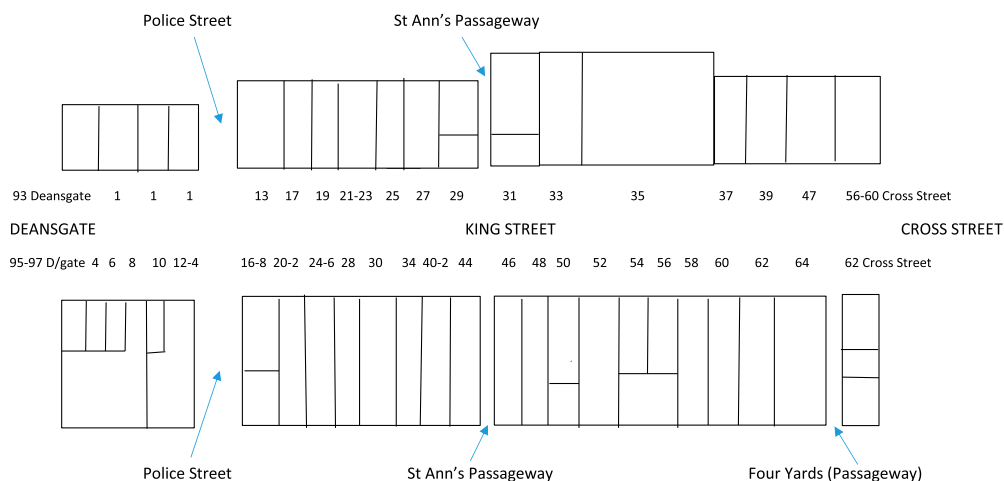 Police Street St Ann's Passageway
93 Deansgate 1 1 1 13 17 19 21-23 25 27 29 31 33 35 37 39 47 56-60 Cross Street
DEANSGATE KING STREET CROSS STREET
95-97 D/gate 4 6 8 10 12-4 16-8 20-2 24-6 28 30 34 40-2 44 46 48 50 52 54 56 58 60 62 64 62 Cross Street
Police Street St Ann's Passageway Four Yards (Passageway)